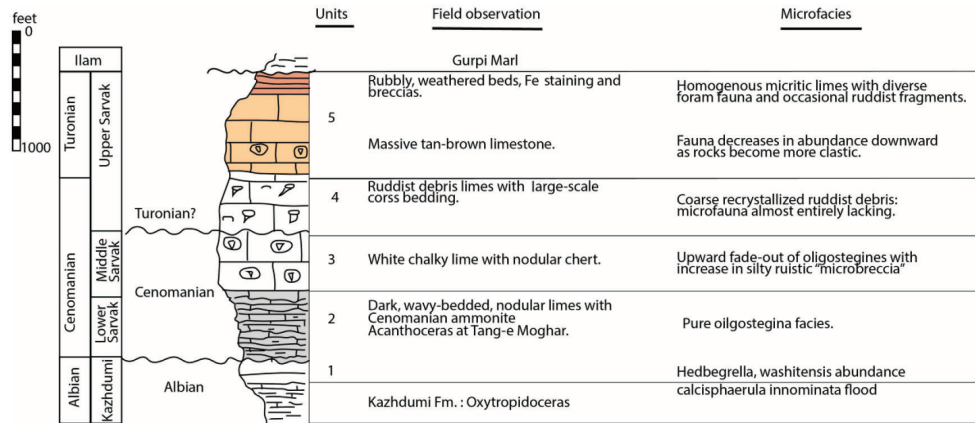 feet
0
1000
Units
Field observation
Microfacies
Ilam
Gurpi Marl
Turonian
Upper Sarvak
5
Rubbly, weathered beds, Fe staining and
breccias.
Homogenous micritic limes with diverse
foram fauna and occasional ruddist fragments.
Massive tan-brown limestone.
Fauna decreases in abundance downward
as rocks become more clastic.
Cenomanian
Turonian?
4
Ruddist debris limes with large-scale
corss bedding.
Coarse recrystallized ruddist debris:
microfauna almost entirely lacking.
Middle
Sarvak
Cenomanian
3
White chalky lime with nodular chert.
Upward fade-out of oligostegines with
increase in silty ruistic "microbreccia"
Lower
Sarvak
2
Dark, wavy-bedded, nodular limes with
Cenomanian ammonite
Acanthoceras at Tang-e Moghar.
Pure oilgostegina facies.
Albian
Kazhdumi
Albian
1
Hedbegrella, washitensis abundance
calcisphaerula innominata flood
Kazhdumi Fm. : Oxytropidoceras